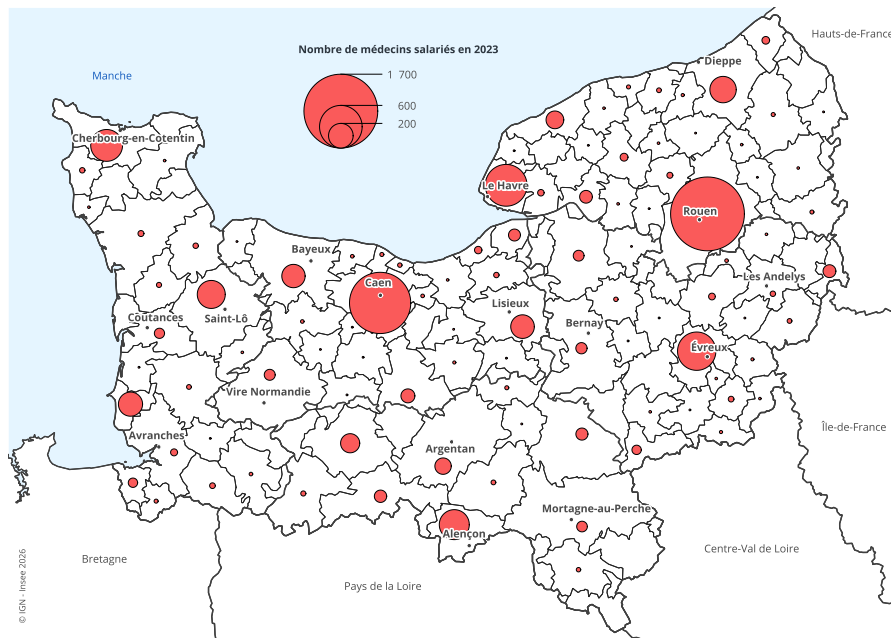 Hauts-de-France
Nombre de médecins salariés en 2023
Dieppe
Manche
1 700
600
200
Cherbourg-en-Cotentin
Le Havre
Rouen
Bayeux
Caen
Les Andelys
Lisieux
Coutances
Saint-Lô
Bernay
Évreux
Vire Normandie
Île-de-France
Avranches
Argentan
Mortagne-au-Perche
Alençon
Centre-Val de Loire
Bretagne
Pays de la Loire
© IGN - Insee 2026